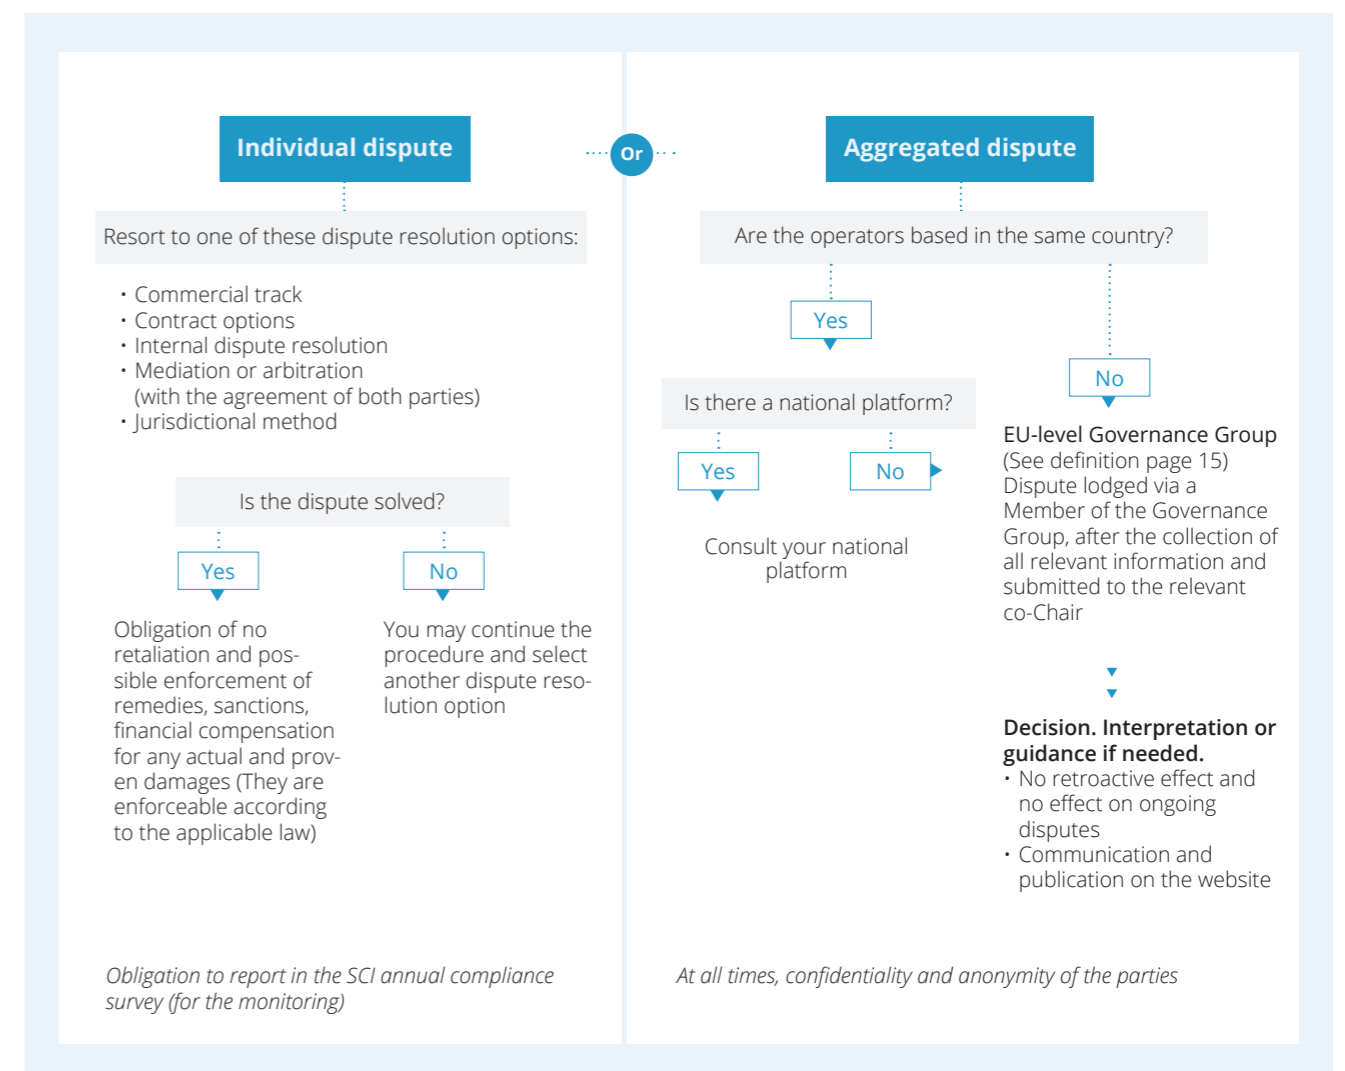 Individual dispute
Resort to one of these dispute resolution options:
• Commercial track
• Contract options
• Internal dispute resolution
• Mediation or arbitration
(with the agreement of both parties)
• Jurisdictional method
Is the dispute solved?
Yes
No
Obligation of no
retaliation and pos-
sible enforcement of
remedies, sanctions,
financial compensation
for any actual and prov-
en damages (They are
enforceable according
to the applicable law)
You may continue the
procedure and select
another dispute reso-
lution option
Obligation to report in the SCI annual compliance
survey (for the monitoring)
Or
Aggregated dispute
Are the operators based in the same country?
Yes
No
Is there a national platform?
Yes
No
Consult your national
platform
EU-level Governance Group
(See definition page 15)
Dispute lodged via a
Member of the Governance
Group, after the collection of
all relevant information and
submitted to the relevant
co-Chair
Decision. Interpretation or
guidance if needed.
• No retroactive effect and
no effect on ongoing
disputes
• Communication and
publication on the website
At all times, confidentiality and anonymity of the parties